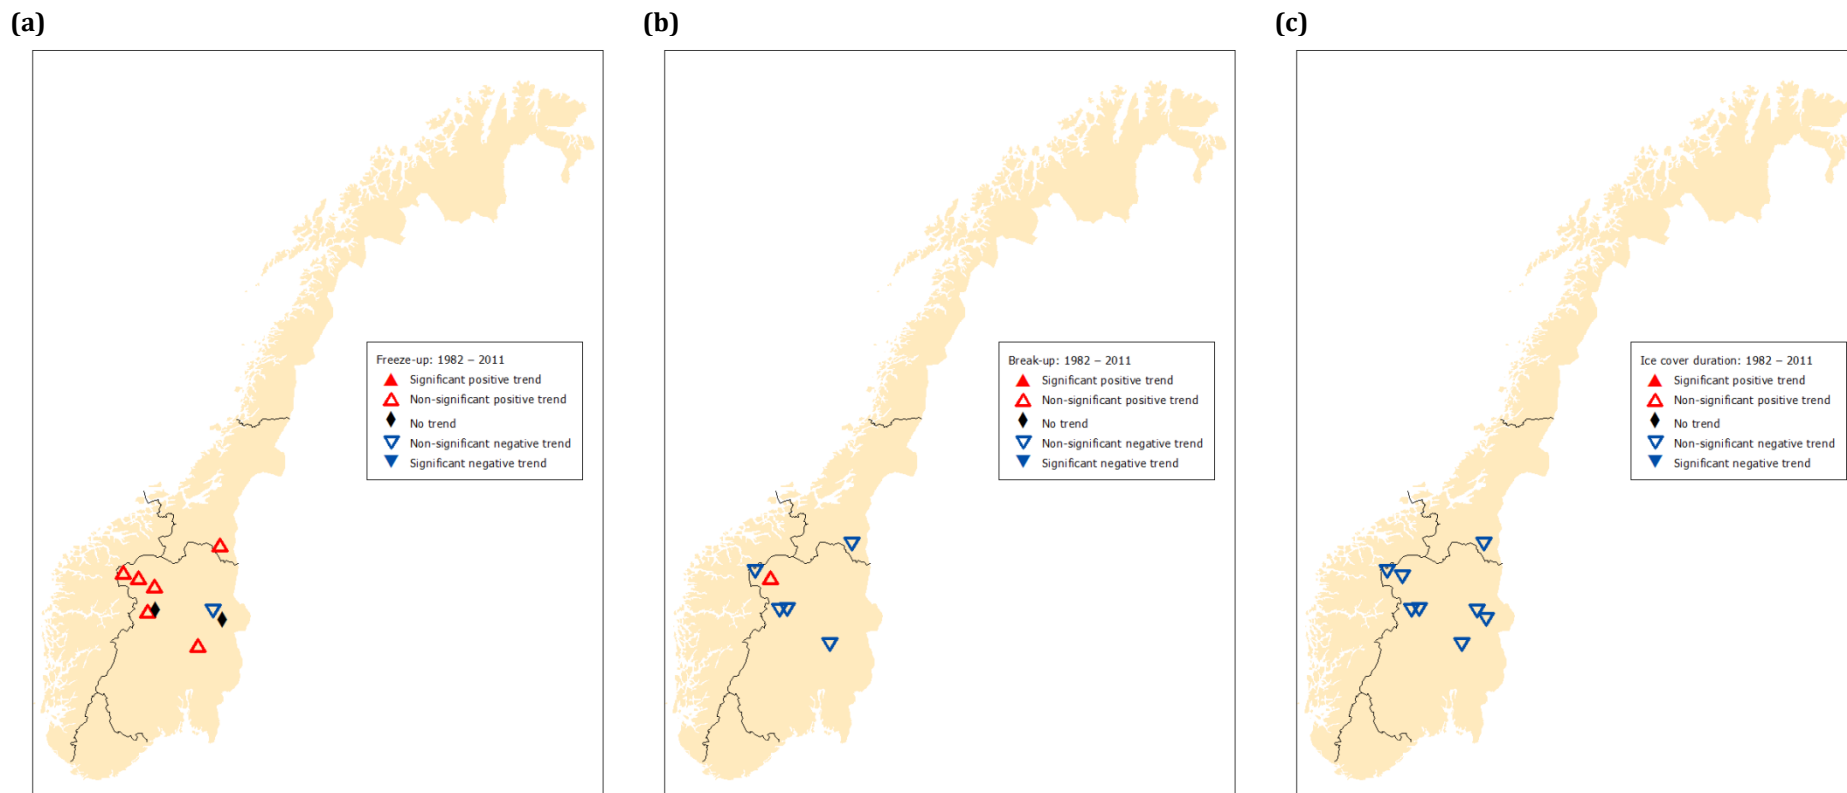 (a)
(b)
(c)
Freeze-up: 1982 – 2011
Significant positive trend
Non-significant positive trend
No trend
Non-significant negative trend
Significant negative trend
Break-up: 1982 – 2011
Significant positive trend
Non-significant positive trend
No trend
Non-significant negative trend
Significant negative trend
Ice cover duration: 1982 – 2011
Significant positive trend
Non-significant positive trend
No trend
Non-significant negative trend
Significant negative trend